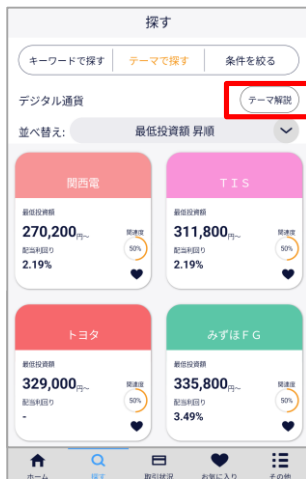 探す
キーワードで探す テーマで探す 条件を絞る
デジタル通貨 テーマ解説
並べ替え: 最低投資額 昇順
関西電 ＴＩＳ
最低投資額 最低投資額
270,200円～ 関連度 311,800円～ 関連度
配当利回り 50% 配当利回り 50%
2.19% 2.19%
トヨタ みずほＦＧ
最低投資額 最低投資額
329,000円～ 関連度 335,800円～ 関連度
配当利回り 50% 配当利回り 50%
- 3.49%
ホーム 探す 取引状況 お気に入り その他